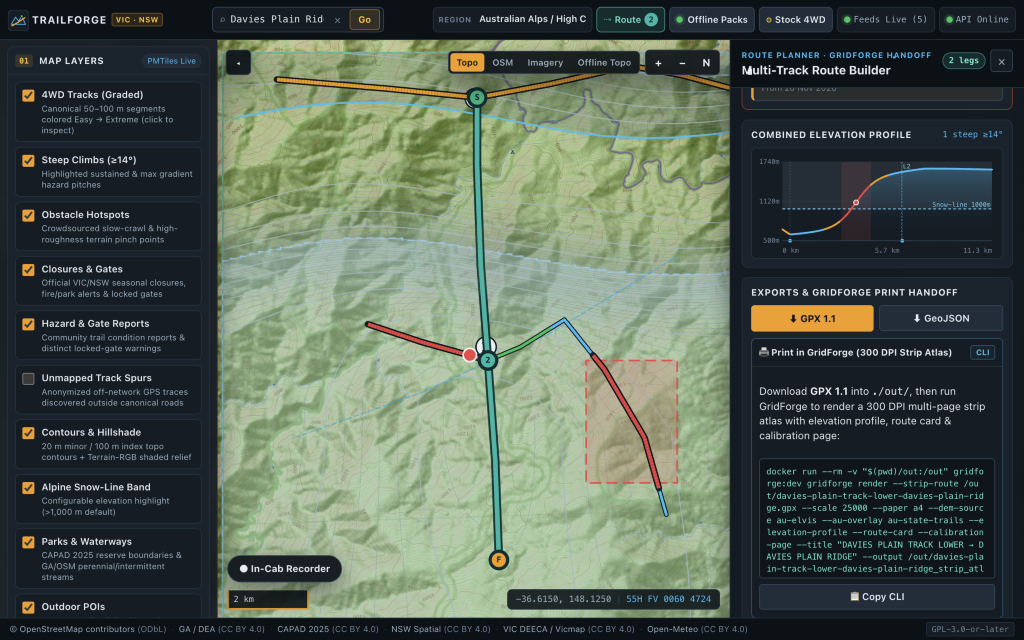 TRAILFORGE VIC · NSW
⌕ Davies Plain Rid × Go
REGION Australian Alps / High C
Route 2
Offline Packs
Stock 4WD
Feeds Live (5)
API Online
01 MAP LAYERS PMTiles Live
4WD Tracks (Graded)
Canonical 50–100 m segments
colored Easy → Extreme (click to
inspect)
Steep Climbs (≥14°)
Highlighted sustained & max gradient
hazard pitches
Obstacle Hotspots
Crowdsourced slow-crawl & high-
roughness terrain pinch points
Closures & Gates
Official VIC/NSW seasonal closures,
fire/park alerts & locked gates
Hazard & Gate Reports
Community trail condition reports &
distinct locked-gate warnings
Unmapped Track Spurs
Anonymized off-network GPS traces
discovered outside canonical roads
Contours & Hillshade
20 m minor / 100 m index topo
contours + Terrain-RGB shaded relief
Alpine Snow-Line Band
Configurable elevation highlight
(>1,000 m default)
Parks & Waterways
CAPAD 2025 reserve boundaries &
GA/OSM perennial/intermittent
streams
Outdoor POIs
Topo OSM Imagery Offline Topo
+ − N
S
2
F
In-Cab Recorder
2 km
−36.6150, 148.1250 55H FV 0060 4724
ROUTE PLANNER · GRIDFORGE HANDOFF
Multi-Track Route Builder
2 legs ×
From 20 Nov 2026
COMBINED ELEVATION PROFILE 1 steep ≥14°
1740m
1120m
500m
L2
Snow-line 1000m
0 km 5.7 km 11.3 km
EXPORTS & GRIDFORGE PRINT HANDOFF
⬇ GPX 1.1
⬇ GeoJSON
Print in GridForge (300 DPI Strip Atlas) CLI
Download GPX 1.1 into ./out/, then run
GridForge to render a 300 DPI multi-page strip
atlas with elevation profile, route card &
calibration page:
docker run --rm -v "$(pwd)/out:/out" gridfo
rge:dev gridforge render --strip-route /ou
t/davies-plain-track-lower-davies-plain-rid
ge.gpx --scale 25000 --paper a4 --dem-sourc
e au-elvis --au-overlay au-state-trails --e
levation-profile --route-card --calibration
-page --title "DAVIES PLAIN TRACK LOWER → D
AVIES PLAIN RIDGE" --output /out/davies-pla
in-track-lower-davies-plain-ridge_strip_atl
Copy CLI
© OpenStreetMap contributors (ODbL) · GA / DEA (CC BY 4.0) · CAPAD 2025 (CC BY 4.0) · NSW Spatial (CC BY 4.0) · VIC DEECA / Vicmap (CC BY 4.0) · Open-Meteo (CC BY 4.0)
GPL-3.0-or-later